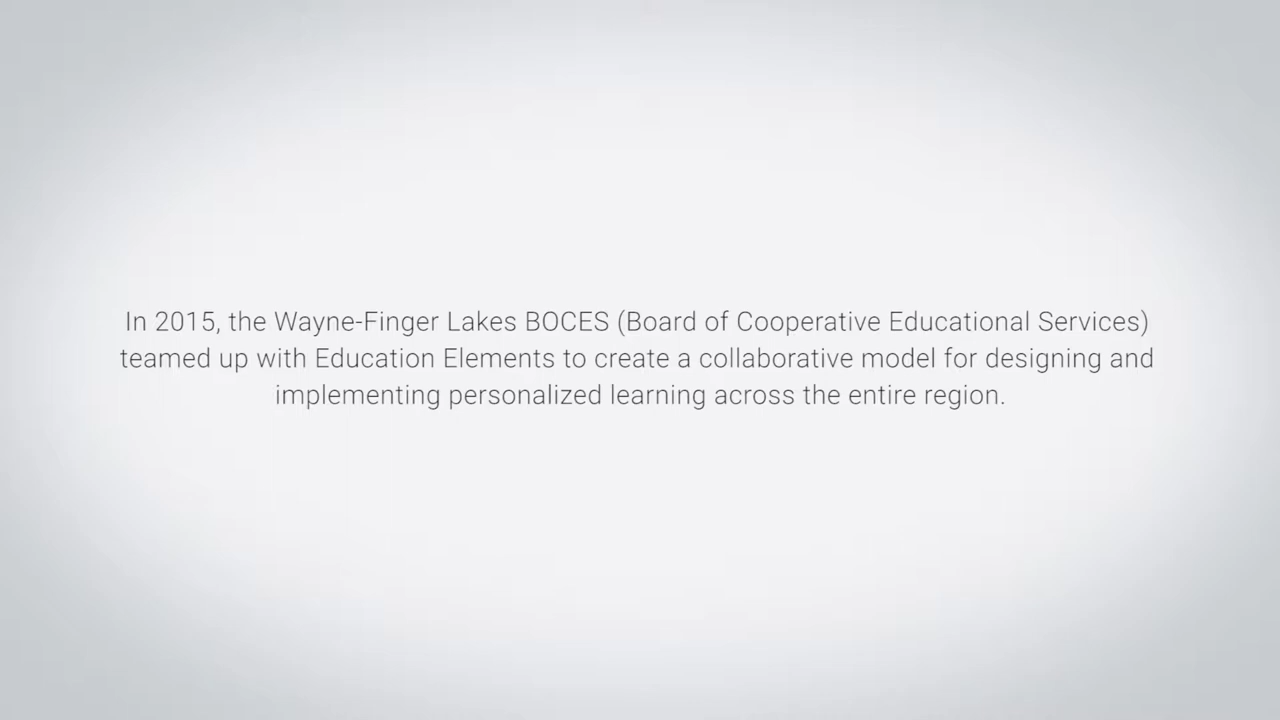 In 2015, the Wayne-Finger Lakes BOCES (Board of Cooperative Educational Services)
teamed up with Education Elements to create a collaborative model for designing and
implementing personalized learning across the entire region.